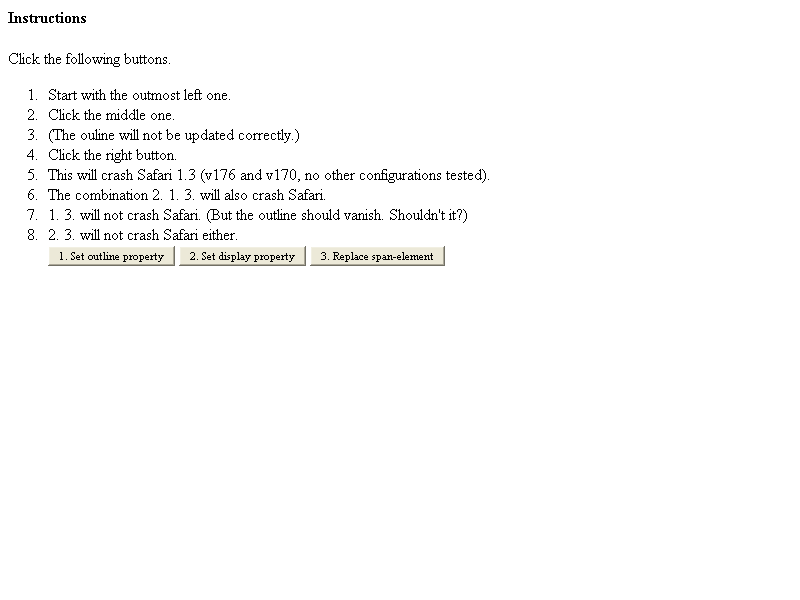 Instructions
Click the following buttons.
1. Start with the outmost left one.
2. Click the middle one.
3. (The ouline will not be updated correctly.)
4. Click the right button.
5. This will crash Safari 1.3 (v176 and v170, no other configurations tested).
6. The combination 2. 1. 3. will also crash Safari.
7. 1. 3. will not crash Safari. (But the outline should vanish. Shouldn't it?)
8. 2. 3. will not crash Safari either.
1. Set outline property 2. Set display property 3. Replace span-element